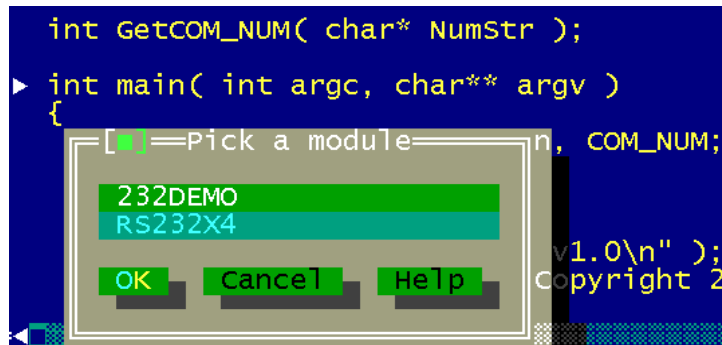 int GetCOM_NUM( char* NumStr );
int main( int argc, char** argv )
{
[■]
Pick a module
n, COM_NUM;
232DEMO
RS232X4
v1.0\n" );
OK Cancel Help
Copyright 2